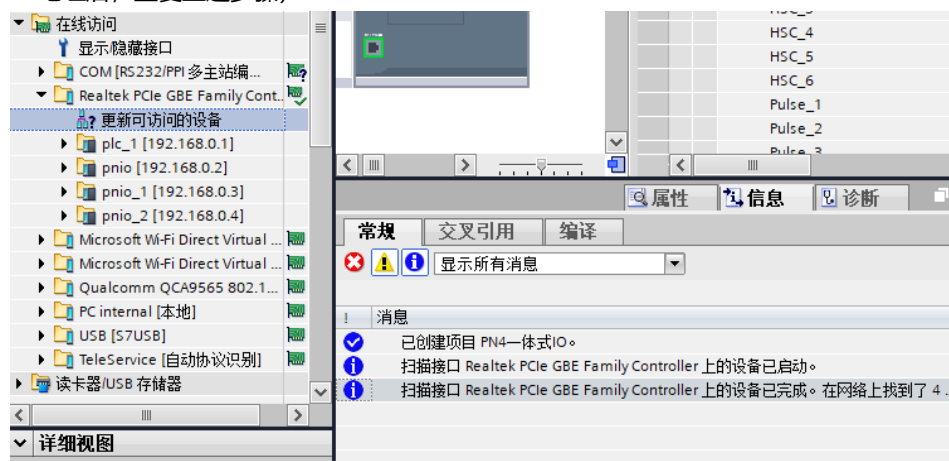 在线访问
显示/隐藏接口
COM [RS232/PPI 多主站编...
Realtek PCIe GBE Family Cont..
更新可访问的设备
plc_1 [192.168.0.1]
pnio [192.168.0.2]
pnio_1 [192.168.0.3]
pnio_2 [192.168.0.4]
Microsoft Wi-Fi Direct Virtual ...
Microsoft Wi-Fi Direct Virtual ...
Qualcomm QCA9565 802.1...
PC internal [本地]
USB [S7USB]
TeleService [自动协议识别]
读卡器/USB 存储器
详细视图
HSC_4
HSC_5
HSC_6
Pulse_1
Pulse_2
Pulse_3
属性 信息 诊断
常规 交叉引用 编译
显示所有消息
! 消息
已创建项目 PN4—体式IO。
扫描接口 Realtek PCIe GBE Family Controller 上的设备已启动。
扫描接口 Realtek PCIe GBE Family Controller 上的设备已完成。在网络上找到了 4 .